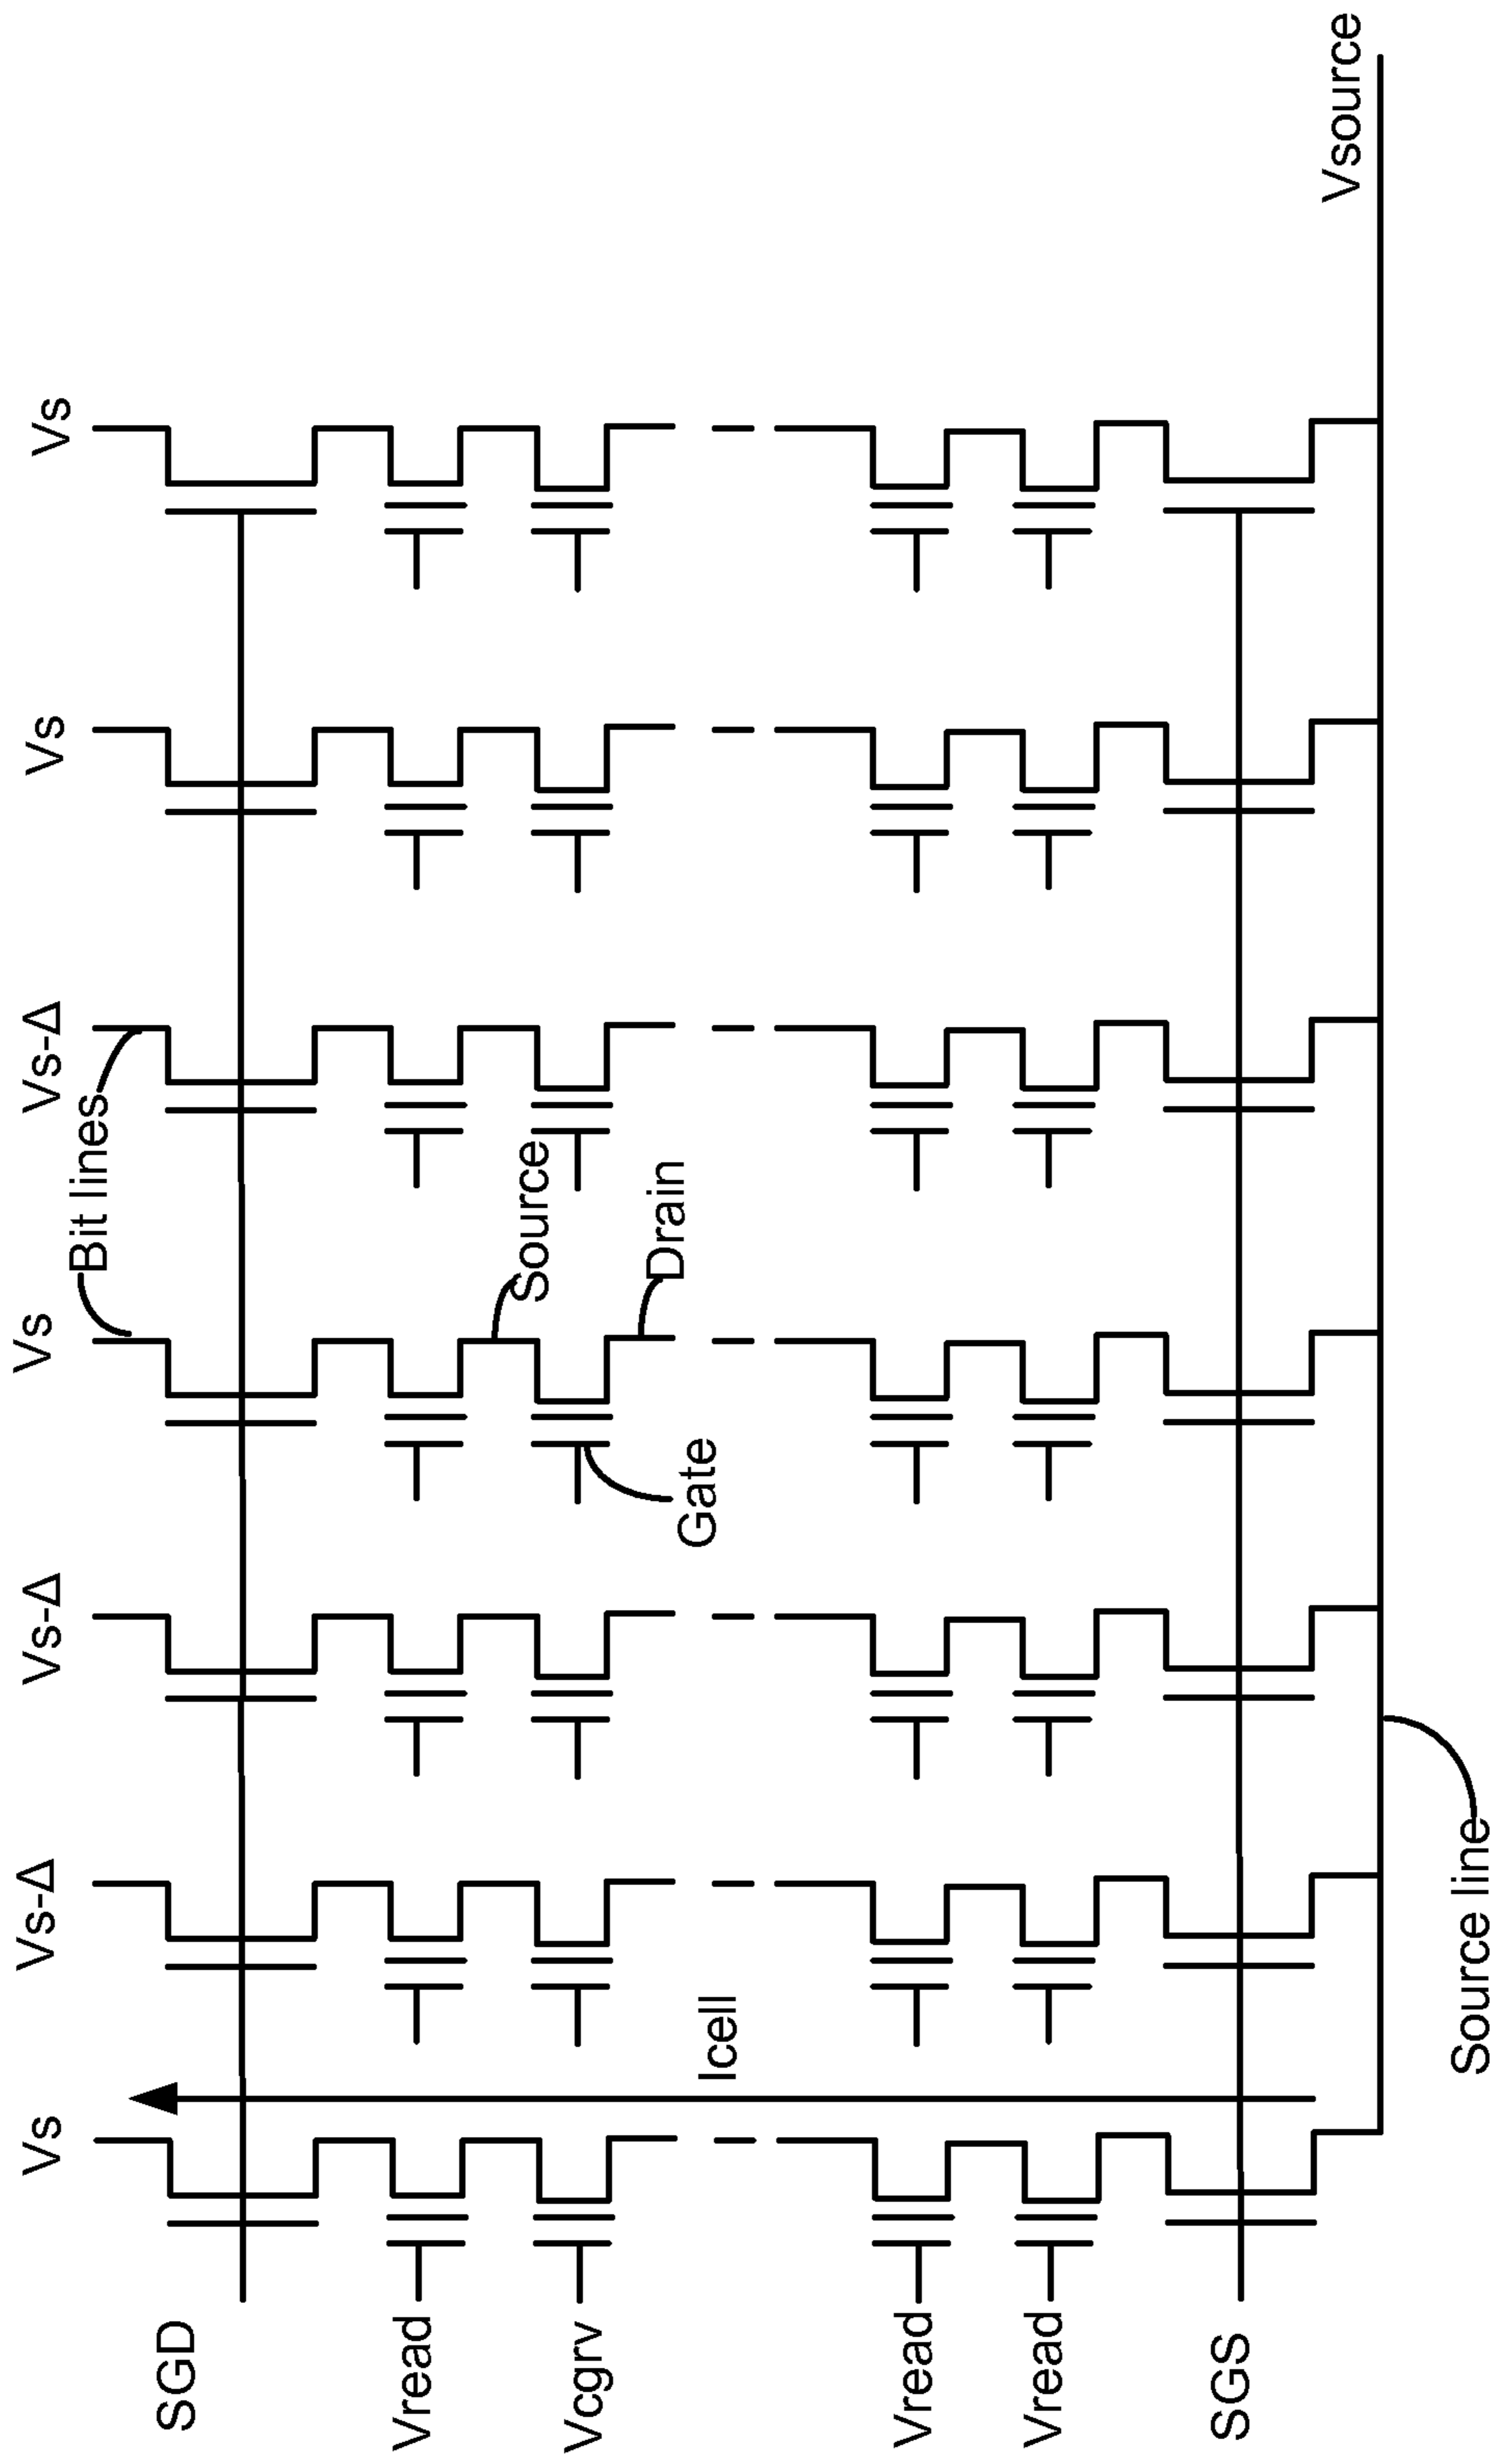 Vs
Vs-Δ
Vs-Δ
Vs
Vs-Δ
Vs
Vs
Bit lines
SGD
Vread
Source
Vcgrv
Drain
Gate
Icell
Vread
Vread
SGS
Vsource
Source line